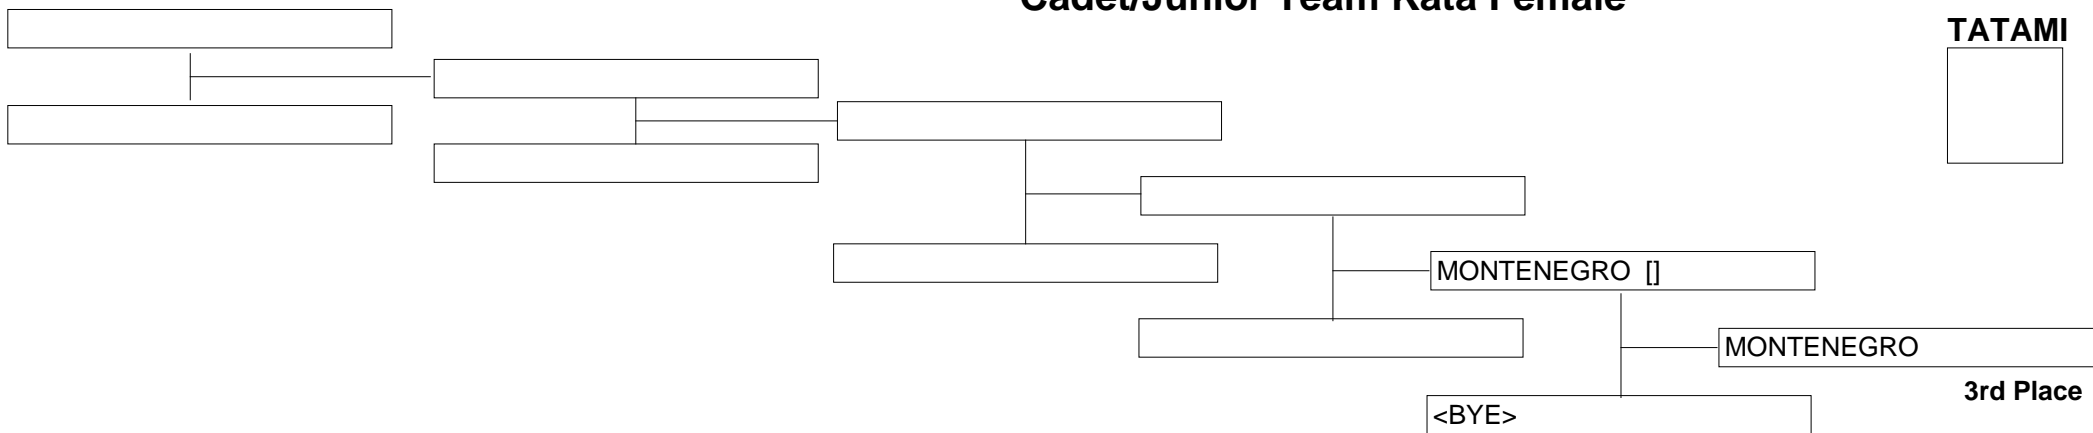 Cadet/Junior Team Kata Female
TATAMI
MONTENEGRO []
MONTENEGRO
3rd Place
<BYE>